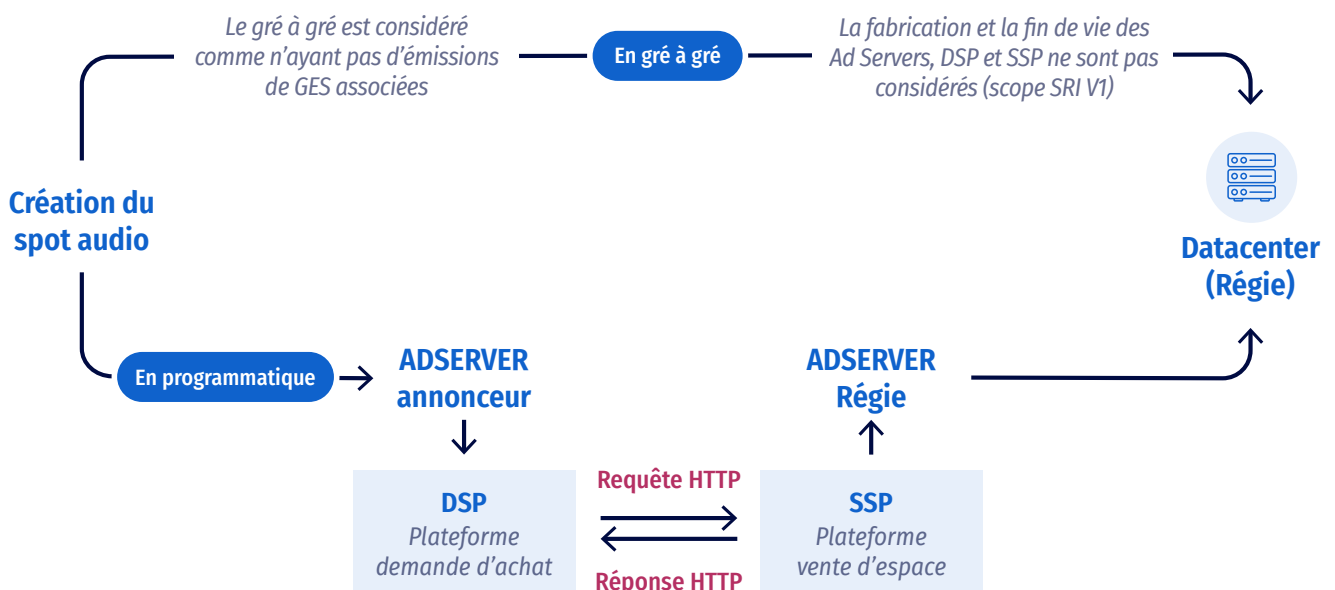 Le gré à gré est considéré
comme n’ayant pas d’émissions
de GES associées
En gré à gré
La fabrication et la fin de vie des
Ad Servers, DSP et SSP ne sont pas
considérés (scope SRI V1)
Création du
spot audio
Datacenter
(Régie)
En programmatique
ADSERVER
annonceur
ADSERVER
Régie
DSP
Plateforme
demande d’achat
Requête HTTP
Réponse HTTP
SSP
Plateforme
vente d’espace